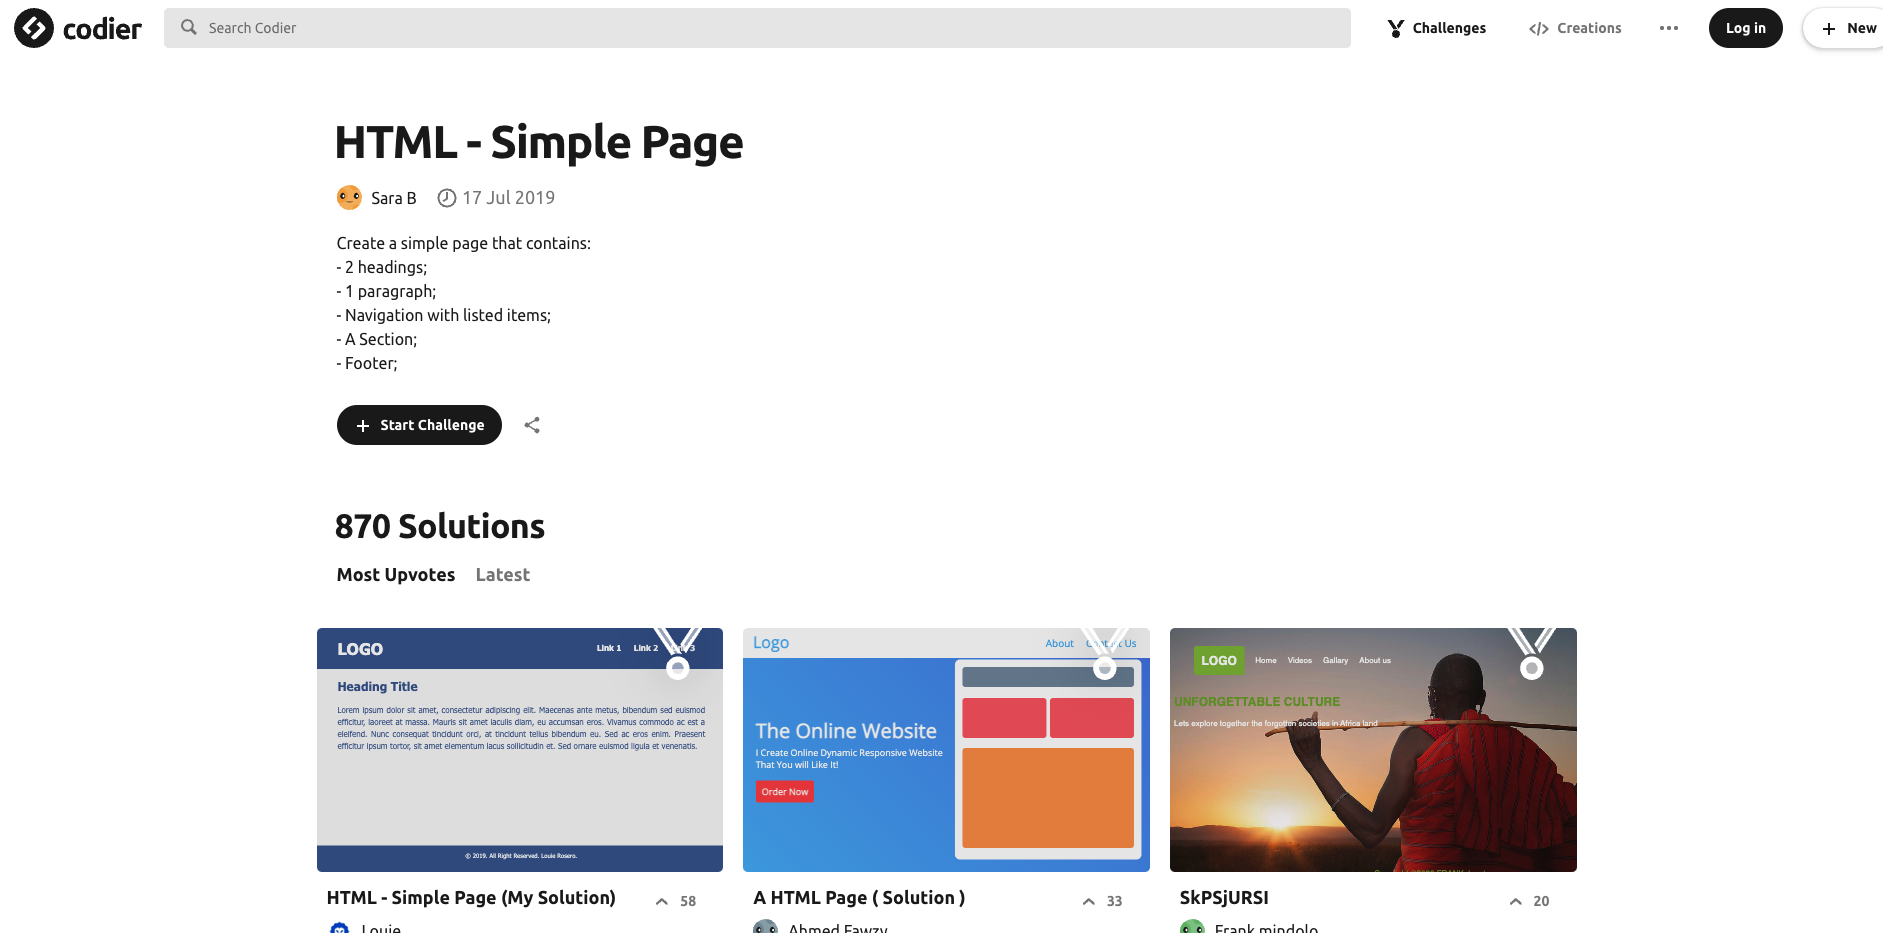 codier
Search Codier
Challenges
Creations
Log in
New
HTML - Simple Page
Sara B
17 Jul 2019
Create a simple page that contains:
- 2 headings;
- 1 paragraph;
- Navigation with listed items;
- A Section;
- Footer;
Start Challenge
870 Solutions
Most Upvotes Latest
LOGO
Link 1 Link 2 Link 3
Heading Title
Lorem ipsum dolor sit amet, consectetur adipiscing elit. Maecenas ante metus, bibendum sed euismod
efficitur, laoreet at massa. Mauris sit amet iaculis diam, eu accumsan eros. Vivamus commodo ac est a
eleifend. Nunc consequat tincidunt orci, at tincidunt tellus bibendum eu. Sed ac eros enim. Praesent
efficitur ipsum tortor, sit amet elementum lacus sollicitudin et. Sed ornare euismod ligula et venenatis.
© 2019. All Right Reserved. Louie Rosero.
HTML - Simple Page (My Solution)
58
Louie
Logo
About Contact Us
The Online Website
I Create Online Dynamic Responsive Website
That You will Like It!
Order Now
A HTML Page ( Solution )
33
Ahmed Fawzy
LOGO
Home Videos Gallary About us
UNFORGETTABLE CULTURE
Lets explore together the forgotten societies in Africa land
SkPSjURSI
20
Frank mindolo